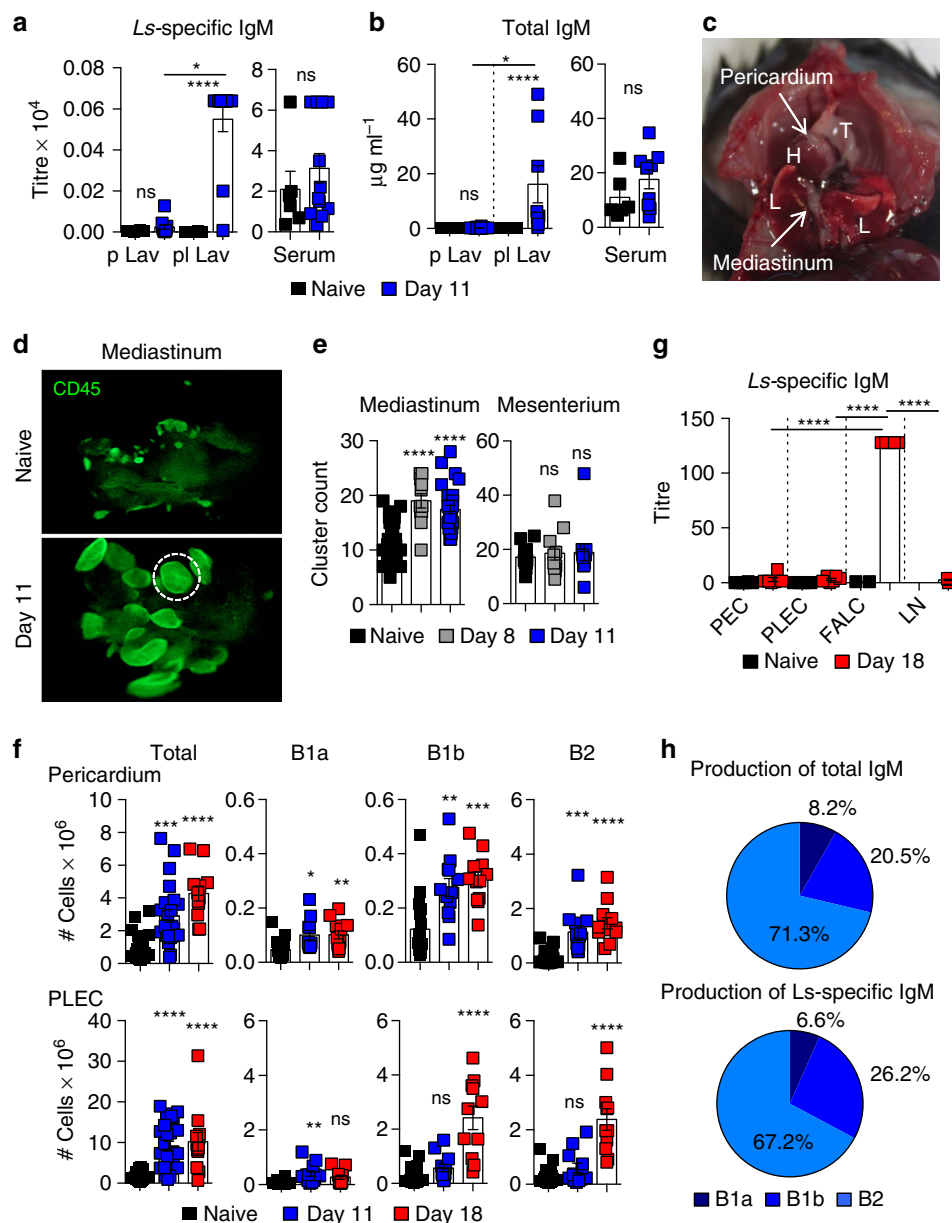 a
Ls-specific IgM
Titre × 10⁴
0.08
0.06
0.04
0.02
0.00
ns
****
*
p Lav
pl Lav
8
6
4
2
0
ns
Serum
b
Total IgM
µg ml⁻¹
60
40
20
0
ns
****
*
p Lav
pl Lav
60
40
20
0
ns
Serum
Naive
Day 11
c
Pericardium
T
H
L
L
Mediastinum
d
Mediastinum
CD45
Naive
Day 11
e
Mediastinum
Cluster count
30
20
10
0
****
****
Mesenterium
60
40
20
0
ns
ns
Naive
Day 8
Day 11
g
Ls-specific IgM
Titre
150
100
50
0
****
****
****
PEC
PLEC
FALC
LN
Naive
Day 18
f
Total
B1a
B1b
B2
Pericardium
# Cells × 10⁶
10
8
6
4
2
0
***
****
0.6
0.4
0.2
0.0
*
**
0.6
0.4
0.2
0.0
**
***
6
4
2
0
***
****
PLEC
# Cells × 10⁶
40
30
20
10
0
****
****
6
4
2
0
**
ns
6
4
2
0
ns
****
6
4
2
0
ns
****
Naive
Day 11
Day 18
h
Production of total IgM
8.2%
20.5%
71.3%
Production of Ls-specific IgM
6.6%
26.2%
67.2%
B1a
B1b
B2